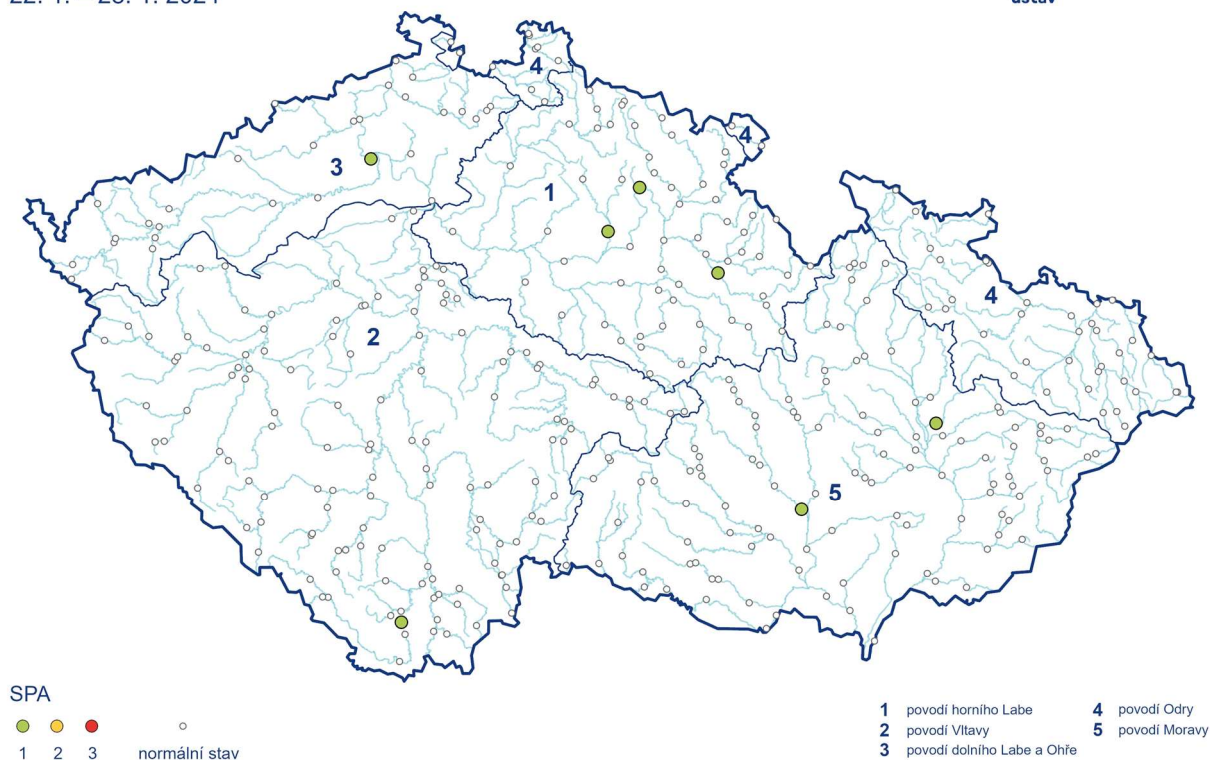 ústav
4
4
3
1
4
2
5
SPA
1 2 3 normální stav
1 povodí horního Labe
2 povodí Vltavy
3 povodí dolního Labe a Ohře
4 povodí Odry
5 povodí Moravy